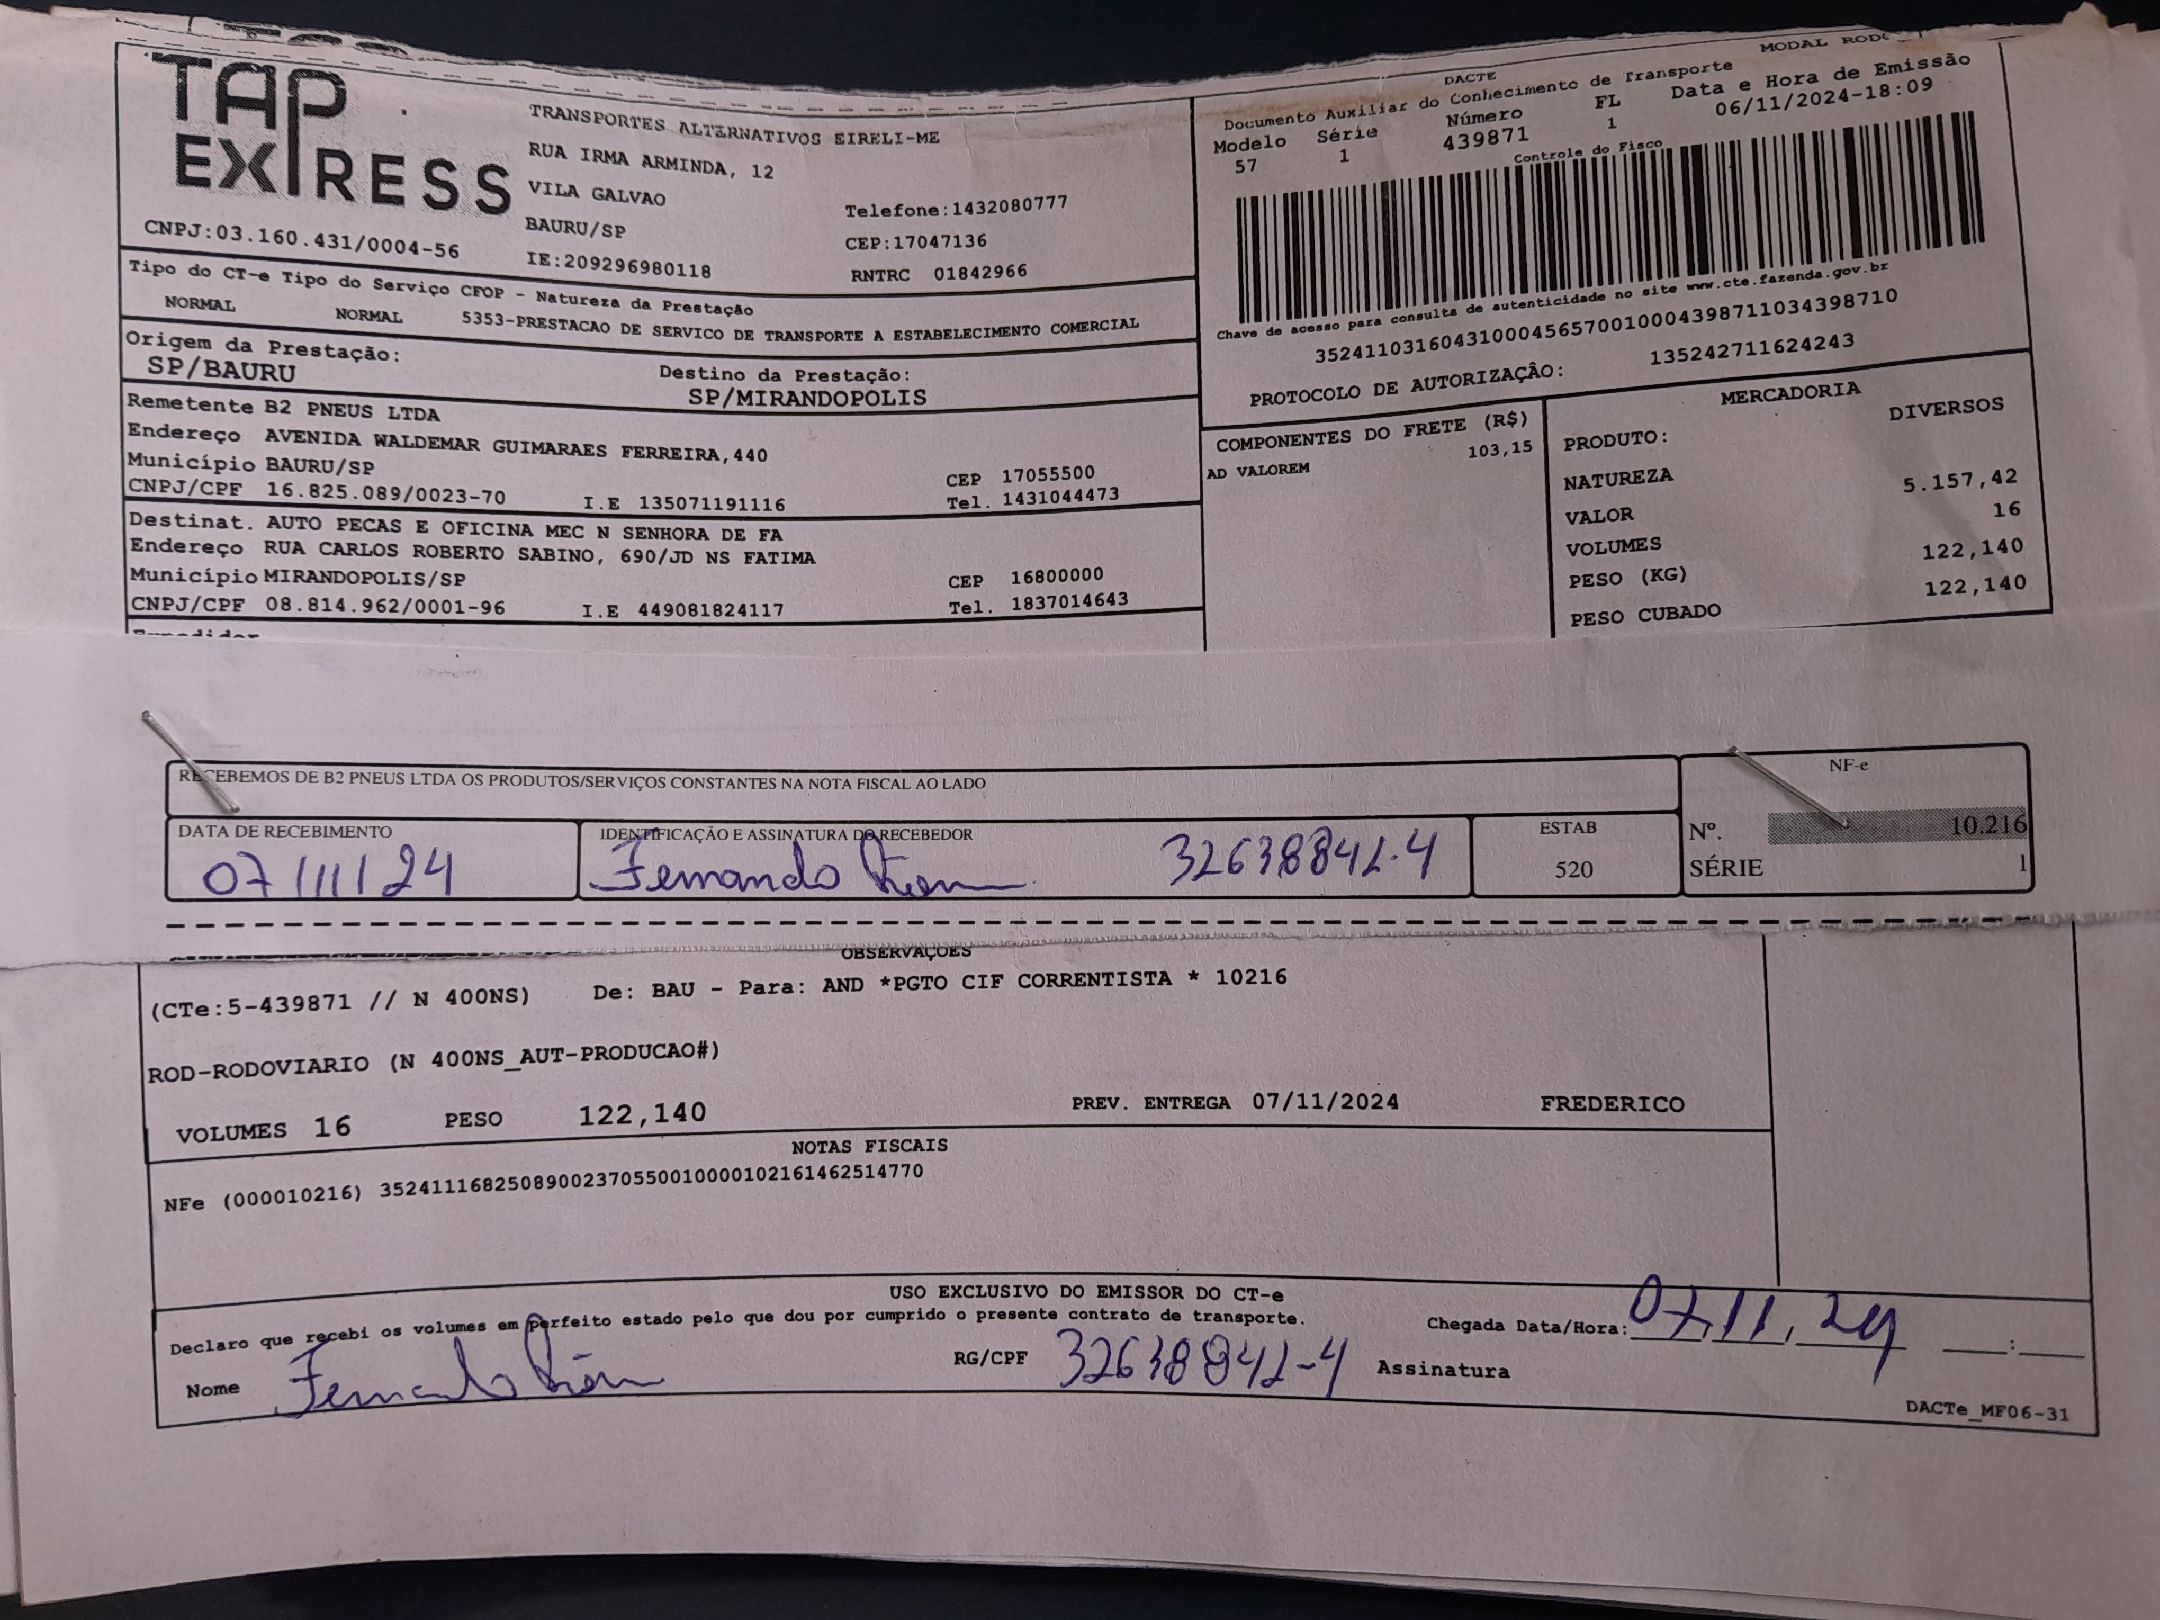 TAP
EXPRESS
CNPJ:03.160.431/0004-56
TRANSPORTES ALTERNATIVOS EIRELI-ME
RUA IRMA ARMINDA, 12
VILA GALVAO
BAURU/SP
IE:209296980118
Telefone:1432080777
CEP:17047136
RNTRC 01842966
MODAL
DACTE
Documento Auxiliar do Conhecimento de Transporte
Modelo Série Número FL Data e Hora de Emissão
57 1 439871 1 06/11/2024-18:09
Controle do Fisco
Chave de acesso para consulta de autenticidade no site www.cte.fazenda.gov.br
35241103160431000456570010004398711034398710
PROTOCOLO DE AUTORIZAÇÂO: 135242711624243
Tipo do CT-e Tipo do Serviço CFOP - Natureza da Prestação
NORMAL NORMAL 5353-PRESTACAO DE SERVICO DE TRANSPORTE A ESTABELECIMENTO COMERCIAL
Origem da Prestação:
SP/BAURU
Destino da Prestação:
SP/MIRANDOPOLIS
Remetente B2 PNEUS LTDA
Endereço AVENIDA WALDEMAR GUIMARAES FERREIRA,440
Município BAURU/SP CEP 17055500
CNPJ/CPF 16.825.089/0023-70 I.E 135071191116 Tel. 1431044473
Destinat. AUTO PECAS E OFICINA MEC N SENHORA DE FA
Endereço RUA CARLOS ROBERTO SABINO, 690/JD NS FATIMA
Município MIRANDOPOLIS/SP CEP 16800000
CNPJ/CPF 08.814.962/0001-96 I.E 449081824117 Tel. 1837014643
COMPONENTES DO FRETE (R$)
AD VALOREM 103,15
MERCADORIA
PRODUTO: DIVERSOS
NATUREZA
VALOR 5.157,42
VOLUMES 16
PESO (KG) 122,140
PESO CUBADO 122,140
RECEBEMOS DE B2 PNEUS LTDA OS PRODUTOS/SERVIÇOS CONSTANTES NA NOTA FISCAL AO LADO
DATA DE RECEBIMENTO
07/11/24
IDENTIFICAÇÃO E ASSINATURA DO RECEBEDOR
Fernando
ESTAB
520
NF-e
Nº. 10.216
SÉRIE 1
OBSERVAÇOES
(CTe:5-439871 // N 400NS) De: BAU - Para: AND *PGTO CIF CORRENTISTA * 10216
ROD-RODOVIARIO (N 400NS_AUT-PRODUCAO#)
VOLUMES 16 PESO 122,140 PREV. ENTREGA 07/11/2024 FREDERICO
NOTAS FISCAIS
NFe (000010216) 35241116825089002370550010000102161462514770
USO EXCLUSIVO DO EMISSOR DO CT-e
Declaro que recebi os volumes em perfeito estado pelo que dou por cumprido o presente contrato de transporte.
Chegada Data/Hora: 07/11/24 :
Nome Fernando
RG/CPF
Assinatura
DACTe_MF06-31